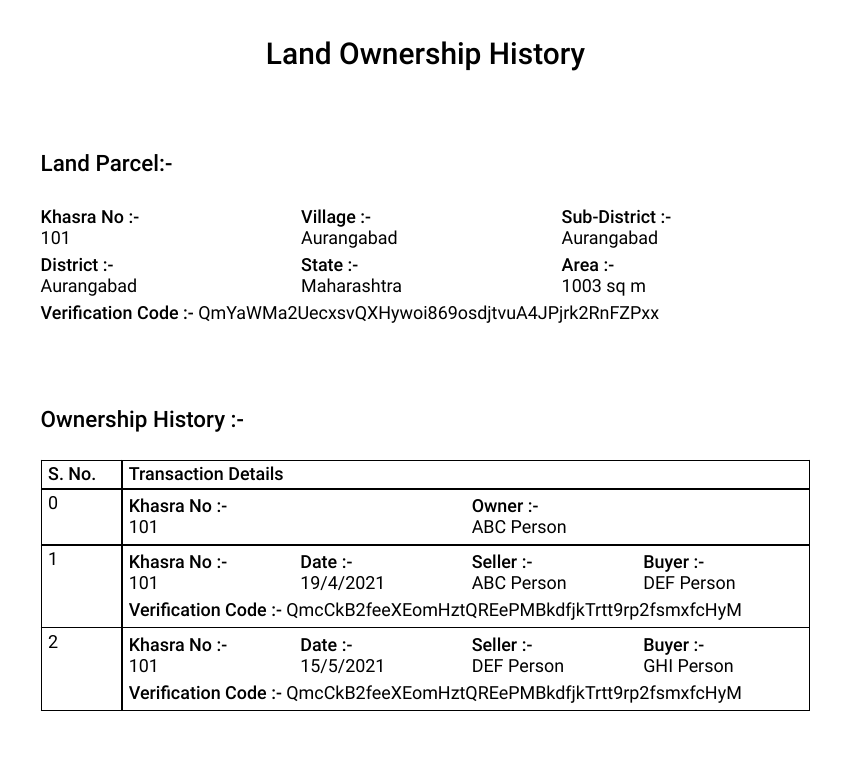 Land Ownership History
Land Parcel:-
Khasra No :- Village :- Sub-District :-
101 Aurangabad Aurangabad
District :- State :- Area :-
Aurangabad Maharashtra 1003 sq m
Verification Code :- QmYaWMa2UecxsvQXHywoi869osdjtvuA4JPjrk2RnFZPxx
Ownership History :-
S. No. Transaction Details
0 Khasra No :- Owner :-
101 ABC Person
1 Khasra No :- Date :- Seller :- Buyer :-
101 19/4/2021 ABC Person DEF Person
Verification Code :- QmcCkB2feeXEomHztQREePMBkdfjkTrtt9rp2fsmxfcHyM
2 Khasra No :- Date :- Seller :- Buyer :-
101 15/5/2021 DEF Person GHI Person
Verification Code :- QmcCkB2feeXEomHztQREePMBkdfjkTrtt9rp2fsmxfcHyM